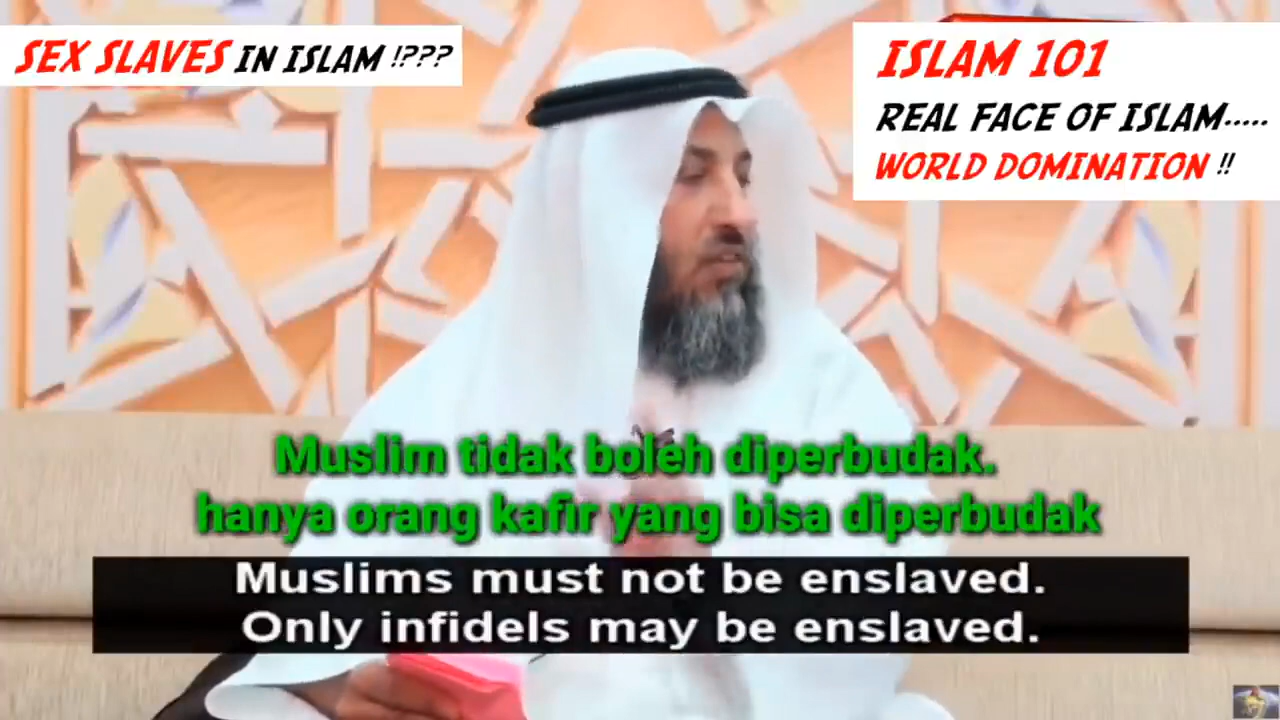 SEX SLAVES IN ISLAM !???
ISLAM 101
REAL FACE OF ISLAM.....
WORLD DOMINATION !!
Muslim tidak boleh diperbudak.
hanya orang kafir yang bisa diperbudak
Muslims must not be enslaved.
Only infidels may be enslaved.